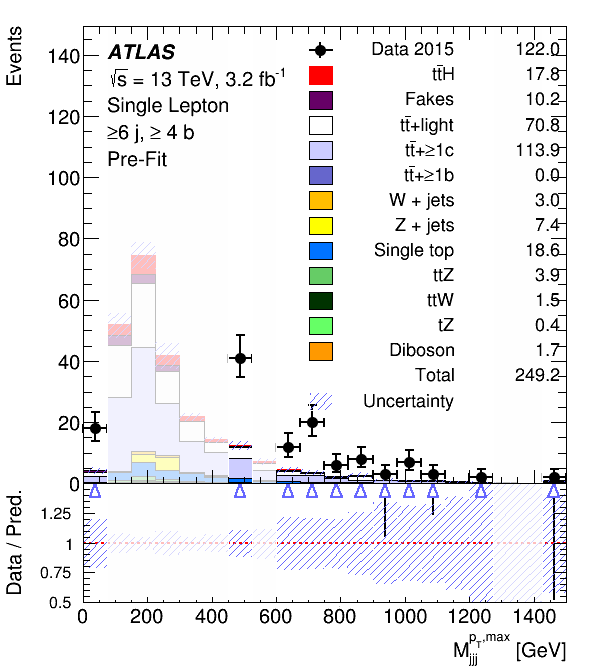 Events
ATLAS
√s = 13 TeV, 3.2 fb⁻¹
Single Lepton
≥6 j, ≥ 4 b
Pre-Fit
Data 2015 122.0
tt̄H 17.8
Fakes 10.2
tt̄+light 70.8
tt̄+≥1c 113.9
tt̄+≥1b 0.0
W + jets 3.0
Z + jets 7.4
Single top 18.6
ttZ 3.9
ttW 1.5
tZ 0.4
Diboson 1.7
Total 249.2
Uncertainty
140
120
100
80
60
40
20
0
Data / Pred.
1.25
1
0.75
0.5
0 200 400 600 800 1000 1200 1400
M_jjj^{p_T,max} [GeV]